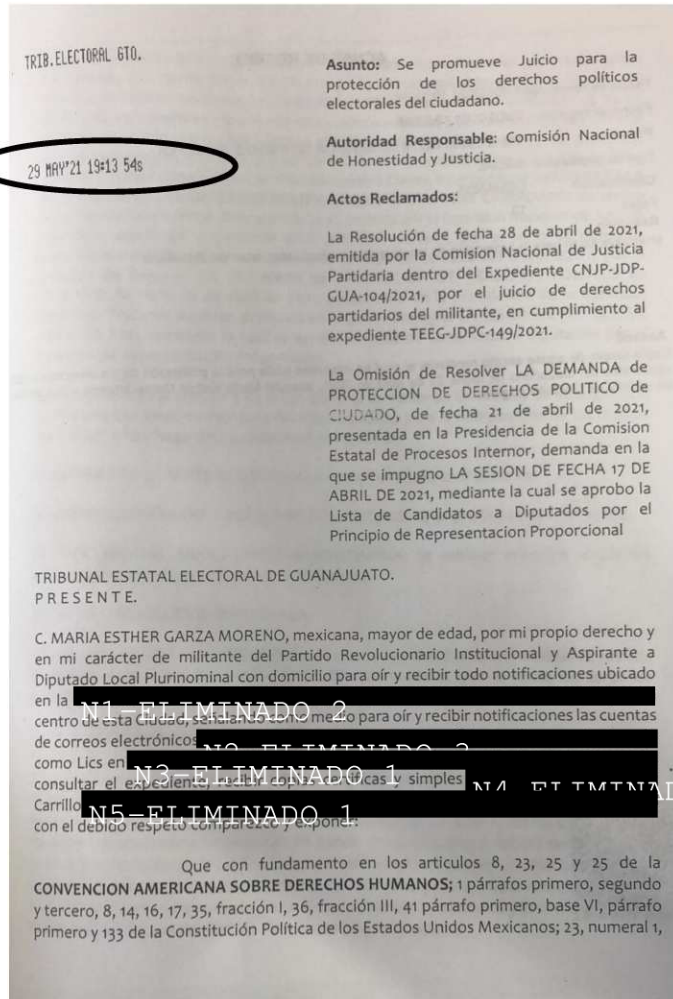 TRIB.ELECTORAL GTO.
29 MAY'21 19:13 54s
Asunto: Se promueve Juicio para la
protección de los derechos políticos
electorales del ciudadano.
Autoridad Responsable: Comisión Nacional
de Honestidad y Justicia.
Actos Reclamados:
La Resolución de fecha 28 de abril de 2021,
emitida por la Comision Nacional de Justicia
Partidaria dentro del Expediente CNJP-JDP-
GUA-104/2021, por el juicio de derechos
partidarios del militante, en cumplimiento al
expediente TEEG-JDPC-149/2021.
La Omisión de Resolver LA DEMANDA de
PROTECCION DE DERECHOS POLITICO de
CIUDADO, de fecha 21 de abril de 2021,
presentada en la Presidencia de la Comision
Estatal de Procesos Internor, demanda en la
que se impugno LA SESION DE FECHA 17 DE
ABRIL DE 2021, mediante la cual se aprobo la
Lista de Candidatos a Diputados por el
Principio de Representacion Proporcional
TRIBUNAL ESTATAL ELECTORAL DE GUANAJUATO.
P R E S E N T E.
C. MARIA ESTHER GARZA MORENO, mexicana, mayor de edad, por mi propio derecho y
en mi carácter de militante del Partido Revolucionario Institucional y Aspirante a
Diputado Local Plurinominal con domicilio para oír y recibir todo notificaciones ubicado
en la
N1-ELIMINADO 2
centro de esta Ciudad, señalando como medio para oír y recibir notificaciones las cuentas
de correos electrónicos
como Lics en
N3-ELIMINADO 1
consultar el expediente, recibir copias certificas y simples
Carrillo
N5-ELIMINADO 1
con el debido respeto comparezco y exponer:
Que con fundamento en los articulos 8, 23, 25 y 25 de la
CONVENCION AMERICANA SOBRE DERECHOS HUMANOS; 1 párrafos primero, segundo
y tercero, 8, 14, 16, 17, 35, fracción I, 36, fracción III, 41 párrafo primero, base VI, párrafo
primero y 133 de la Constitución Política de los Estados Unidos Mexicanos; 23, numeral 1,